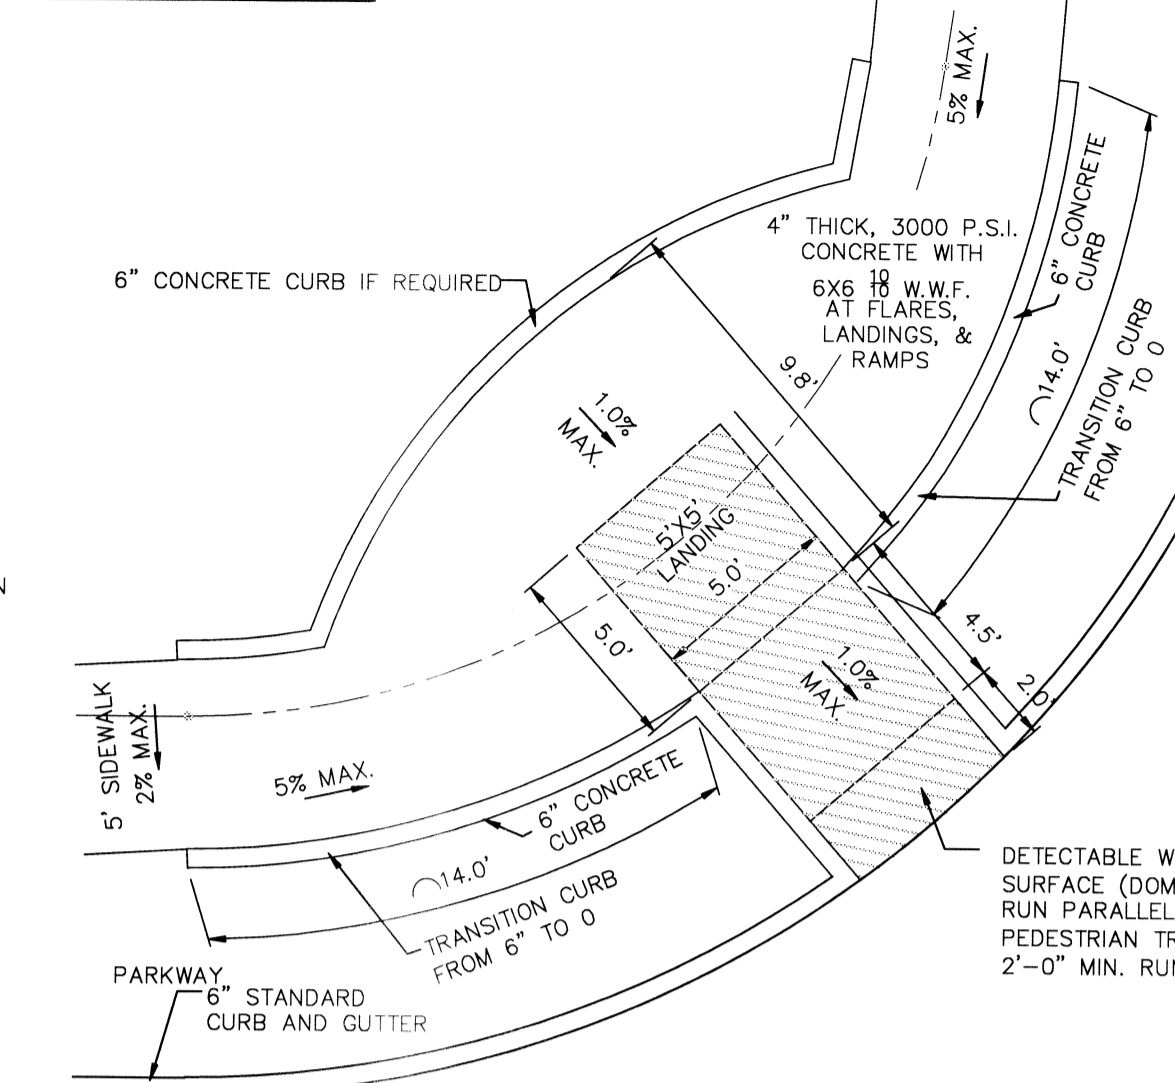 5% MAX.
6" CONCRETE
CURB
4" THICK, 3000 P.S.I.
CONCRETE WITH
6X6 10/10 W.W.F.
AT FLARES,
LANDINGS, &
RAMPS
6" CONCRETE CURB IF REQUIRED
14.0'
TRANSITION CURB
FROM 6" TO 0
9.8'
1.0%
MAX.
5'X5'
LANDING
5.0'
5.0'
4.5'
2.0'
1.0%
MAX.
N
5' SIDEWALK
2% MAX.
5% MAX.
6" CONCRETE
CURB
14.0'
TRANSITION CURB
FROM 6" TO 0
DETECTABLE W
SURFACE (DOM
RUN PARALLEL
PEDESTRIAN TR
2'-0" MIN. RUN
PARKWAY
6" STANDARD
CURB AND GUTTER